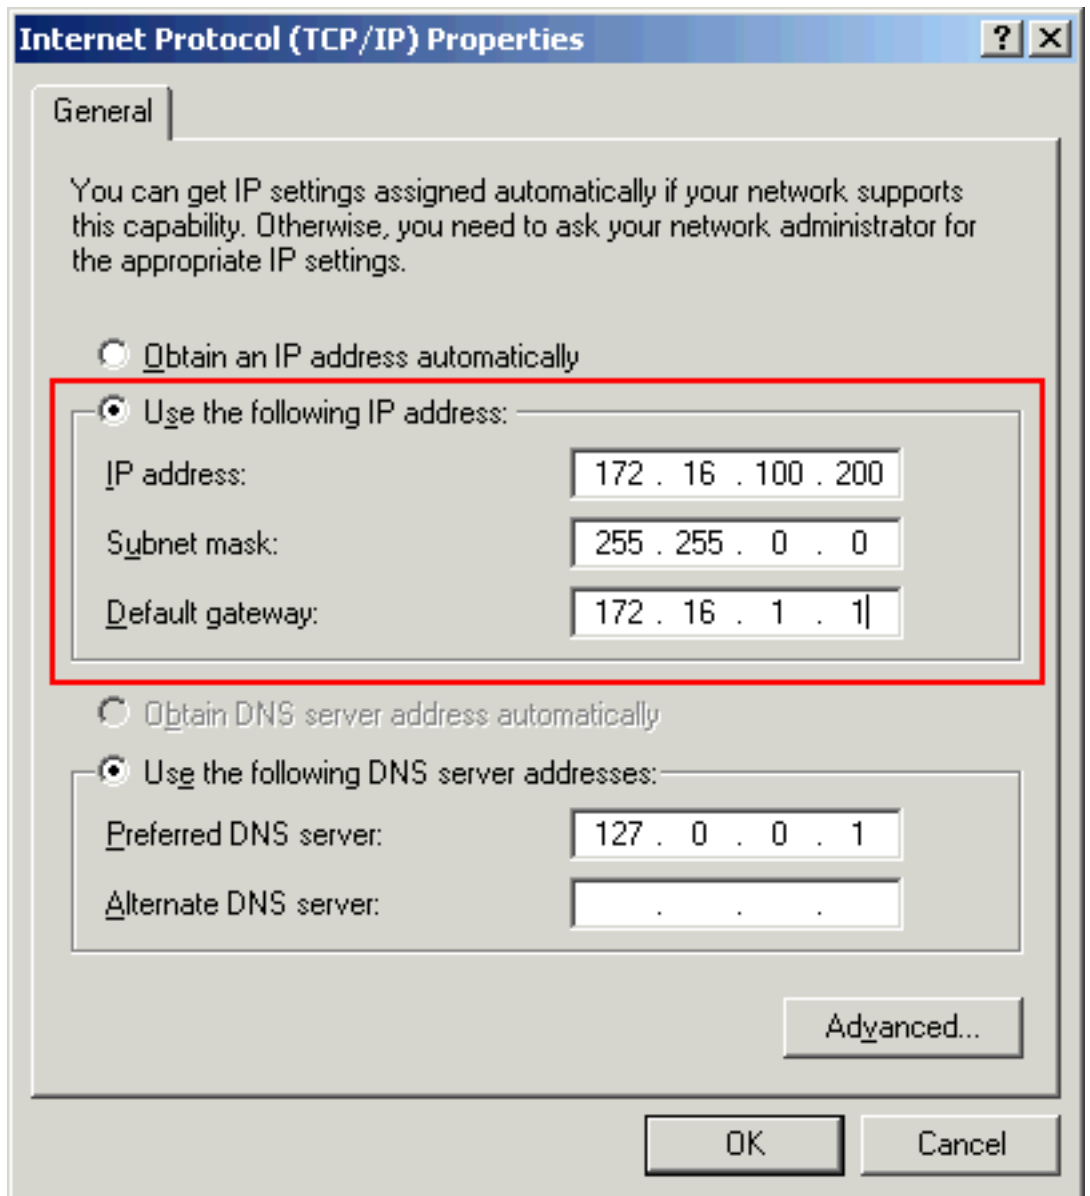 Internet Protocol (TCP/IP) Properties
General
You can get IP settings assigned automatically if your network supports
this capability. Otherwise, you need to ask your network administrator for
the appropriate IP settings.
Obtain an IP address automatically
Use the following IP address:
IP address: 172 . 16 . 100 . 200
Subnet mask: 255 . 255 . 0 . 0
Default gateway: 172 . 16 . 1 . 1
Obtain DNS server address automatically
Use the following DNS server addresses:
Preferred DNS server: 127 . 0 . 0 . 1
Alternate DNS server: . . .
Advanced...
OK Cancel